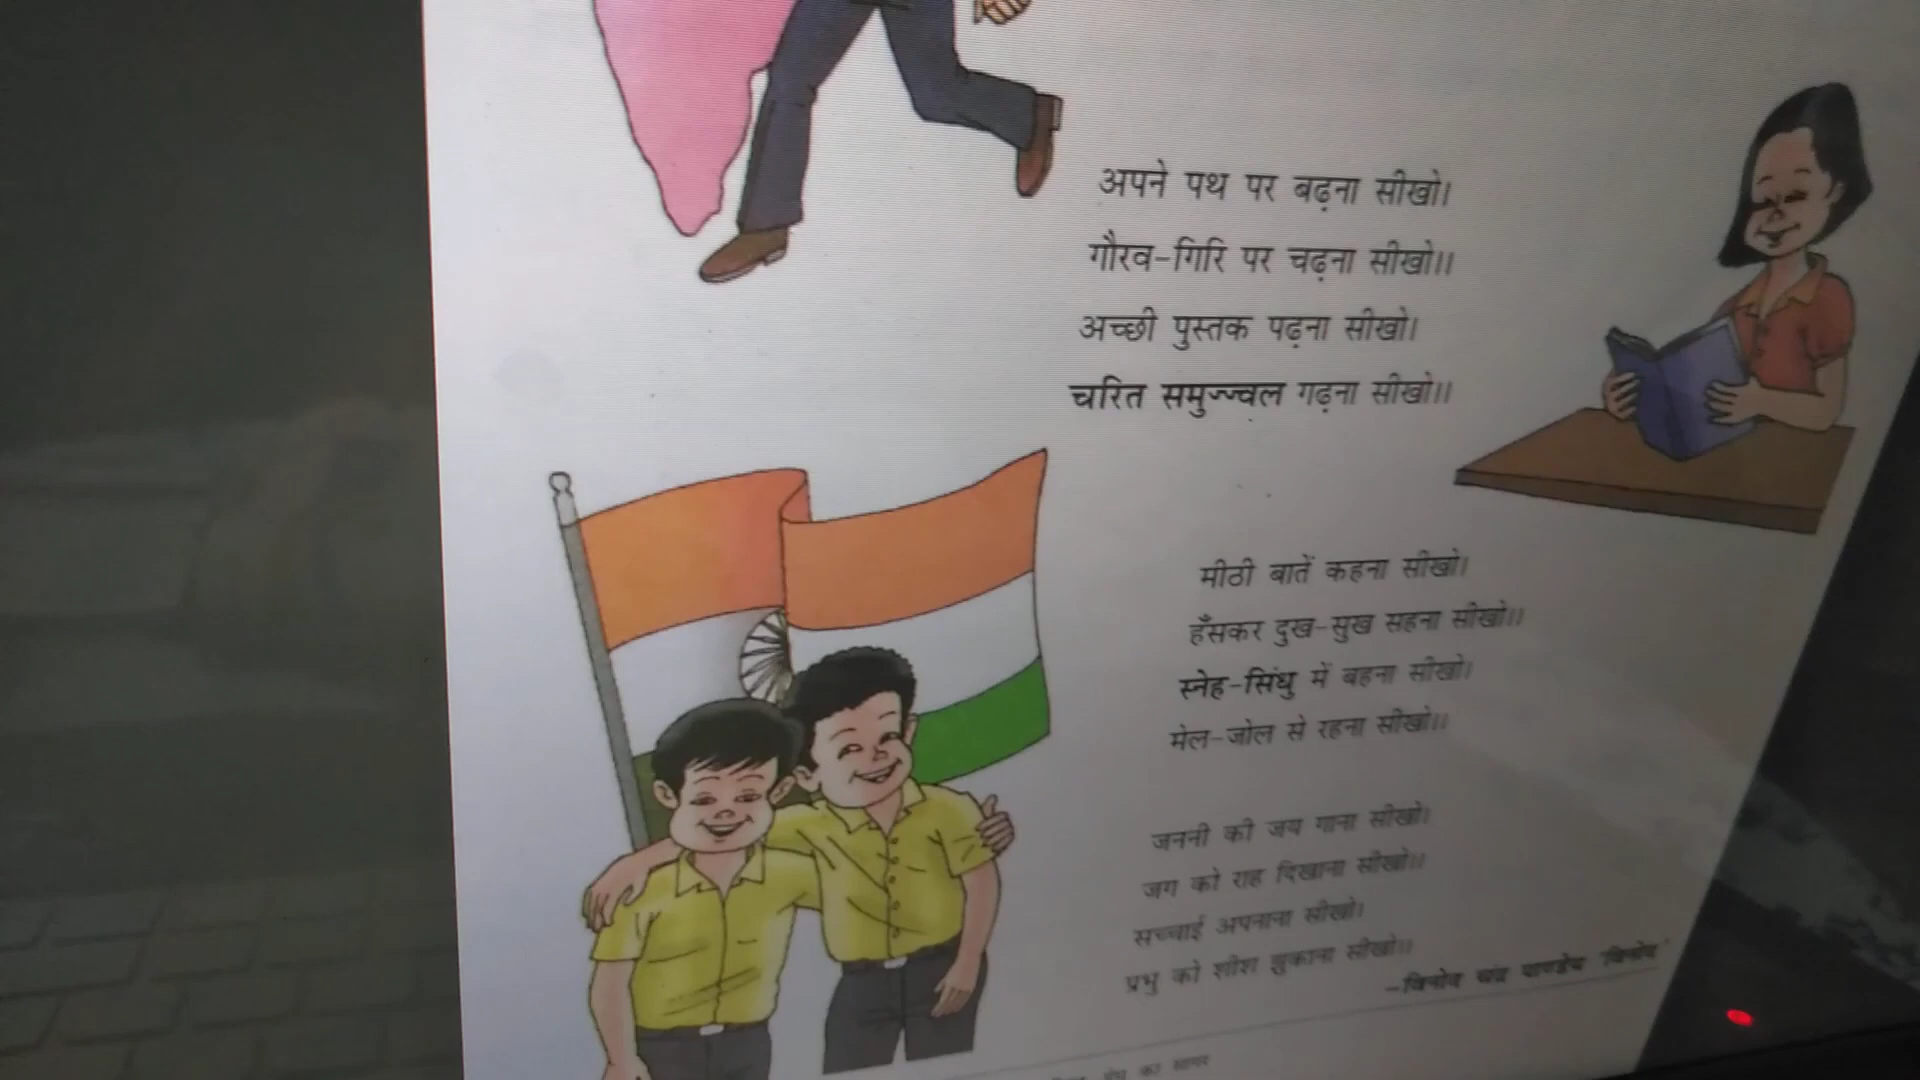 अपने पथ पर बढ़ना सीखो।
गौरव-गिरि पर चढ़ना सीखो।।
अच्छी पुस्तक पढ़ना सीखो।
चरित समुज्ज्वल गढ़ना सीखो।।
मीठी बातें कहना सीखो।
हँसकर दुख-सुख सहना सीखो।।
स्नेह-सिंधु में बहना सीखो।
मेल-जोल से रहना सीखो।।
जननी की जय गाना सीखो।
जग को राह दिखाना सीखो।।
सच्चाई अपनाना सीखो।
प्रभु को शीश झुकाना सीखो।।
-विनोद चंद्र पाण्डेय 'विनोद'
का सागर